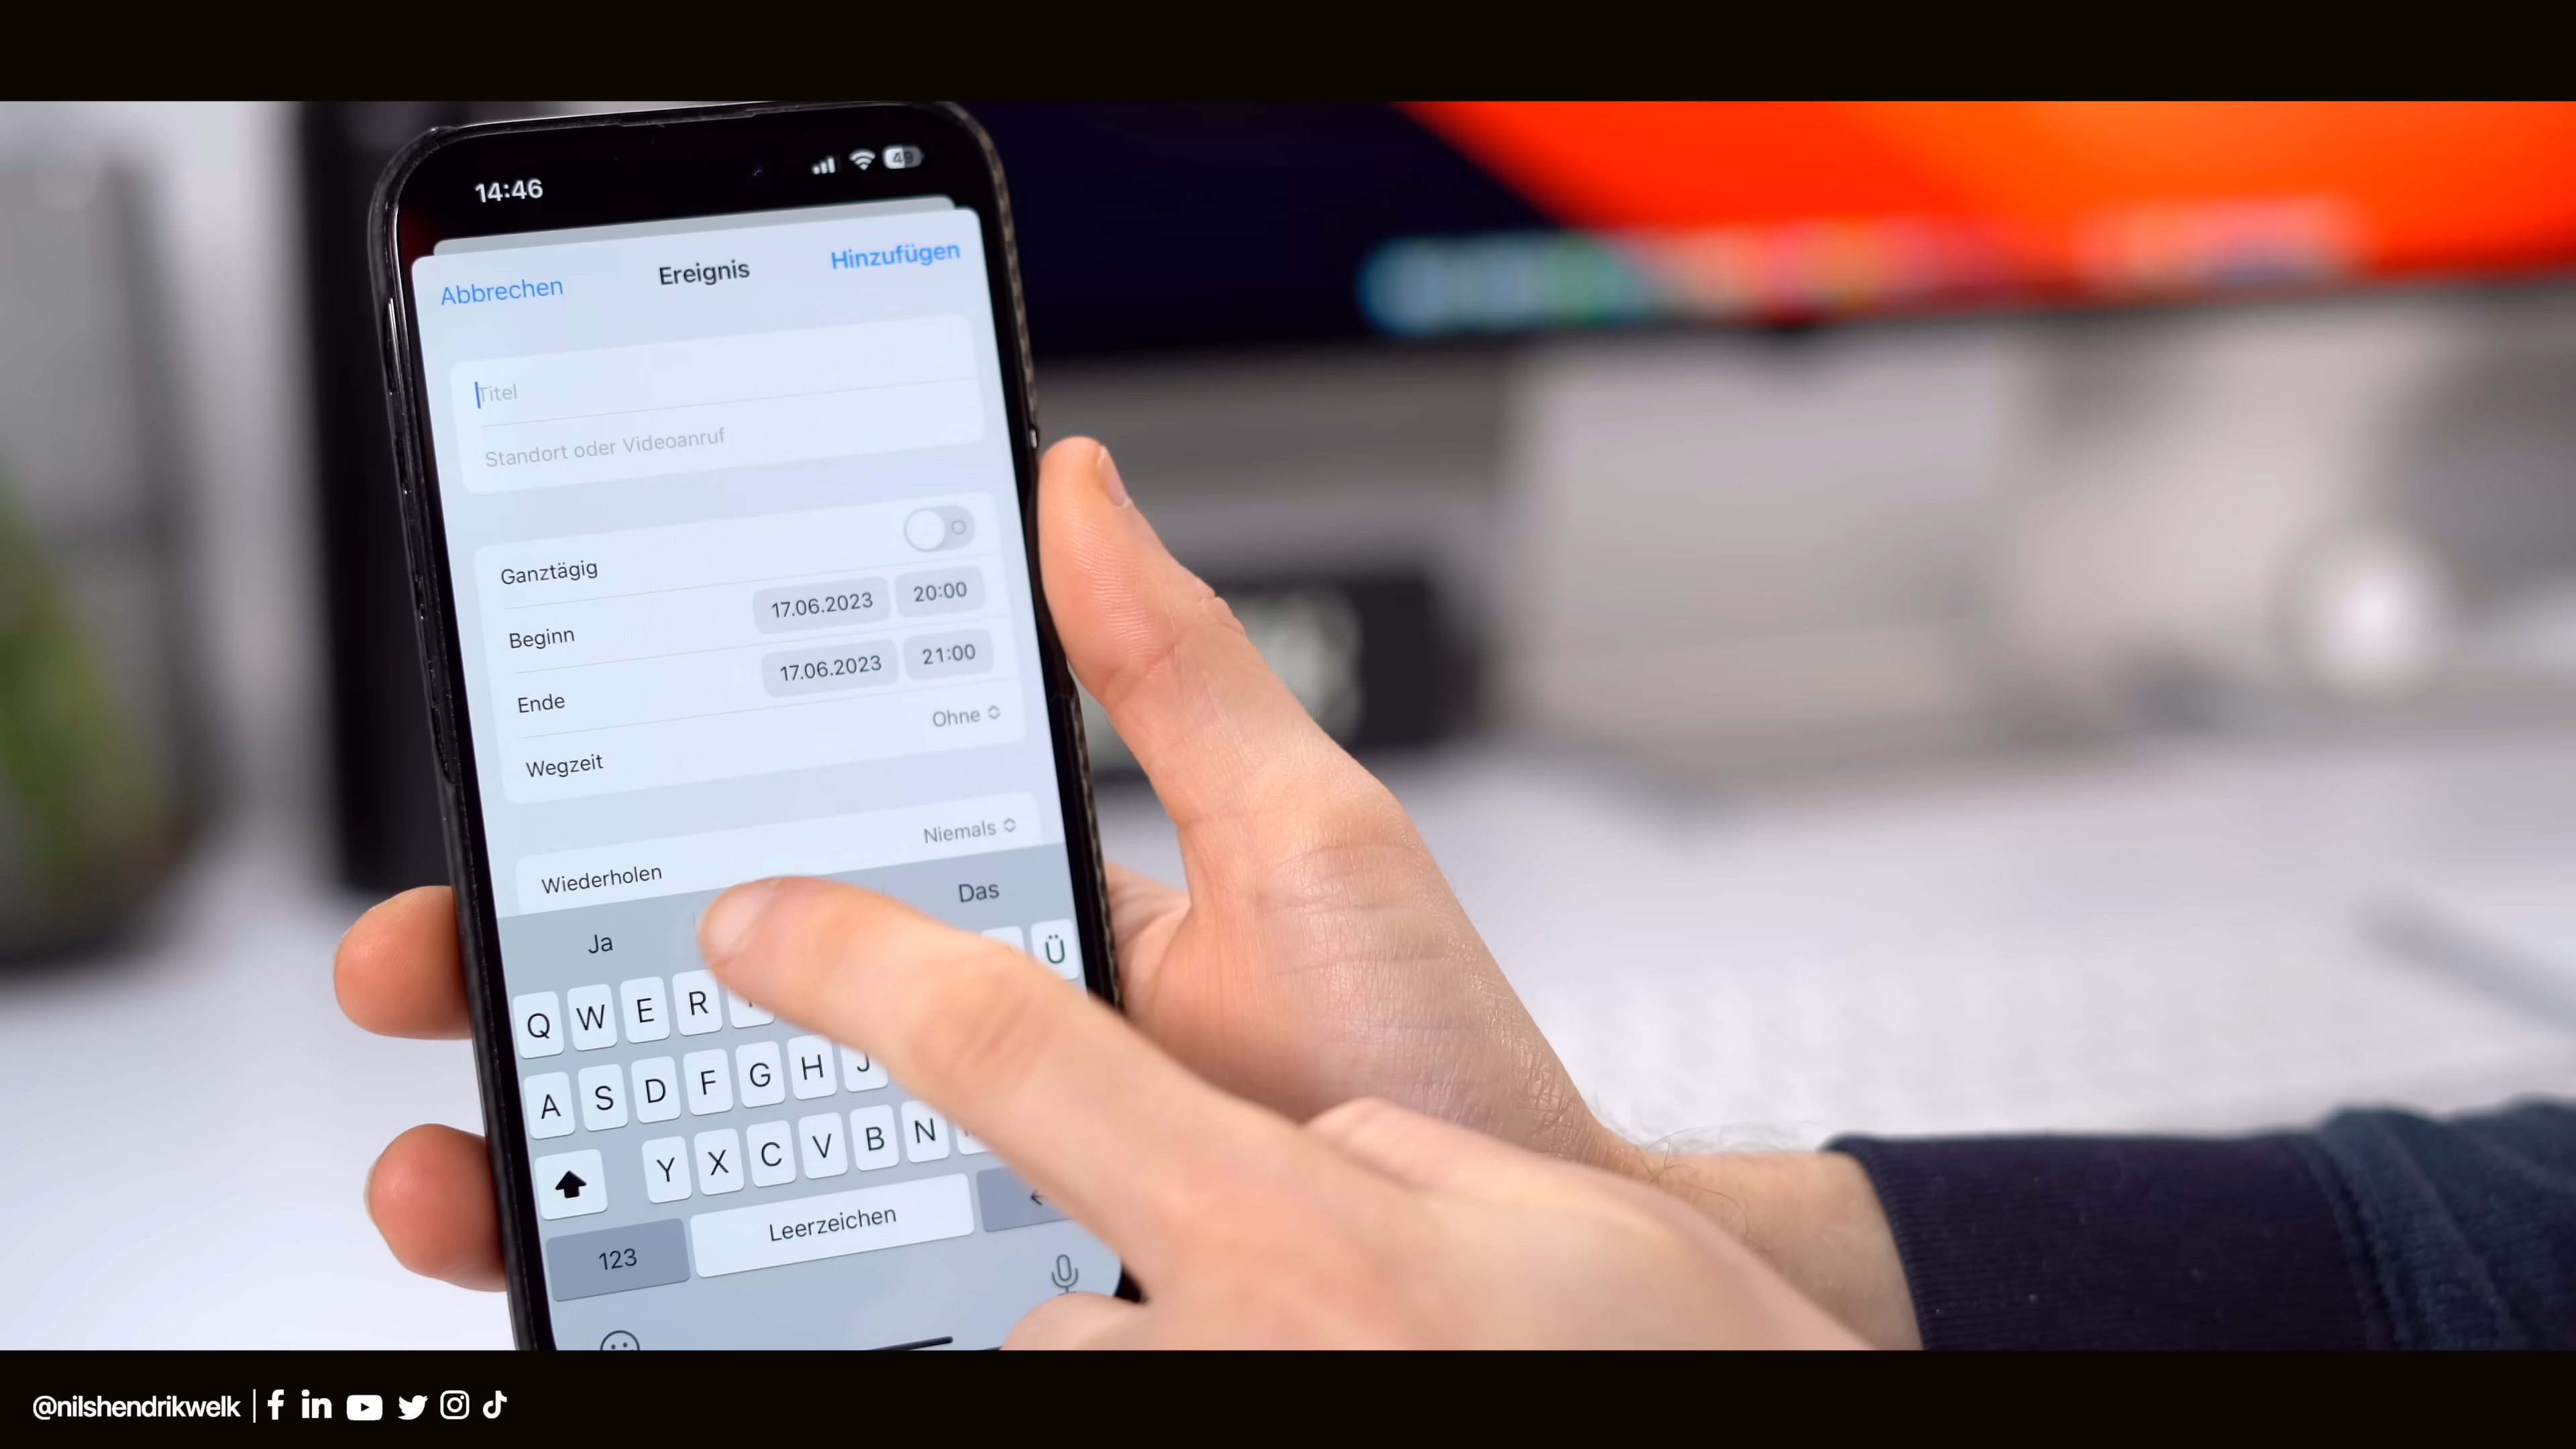 14:46
49
Abbrechen Ereignis Hinzufügen
Titel
Standort oder Videoanruf
Ganztägig
Beginn 17.06.2023 20:00
Ende 17.06.2023 21:00
Wegzeit Ohne
Wiederholen Niemals
Ja Das
Q W E R Ü
A S D F G H J
Y X C V B N
123 Leerzeichen
@nilshendrikwelk